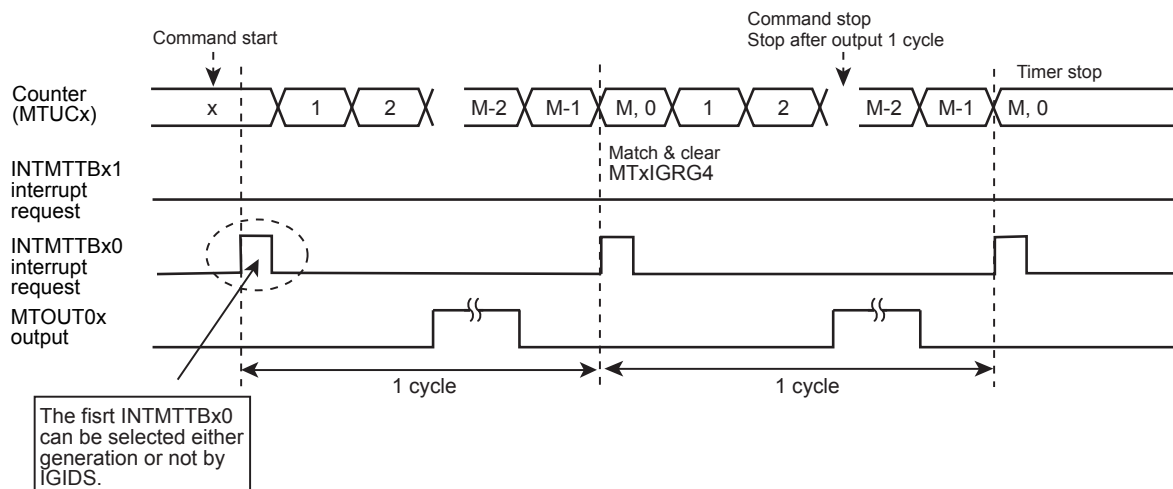 Command start
Command stop
Stop after output 1 cycle
Timer stop
Counter
(MTUCx)
x 1 2 M-2 M-1 M, 0 1 2 M-2 M-1 M, 0
Match & clear
MTxIGRG4
INTMTTBx1
interrupt
request
INTMTTBx0
interrupt
request
MTOUT0x
output
1 cycle 1 cycle
The fisrt INTMTTBx0
can be selected either
generation or not by
IGIDS.